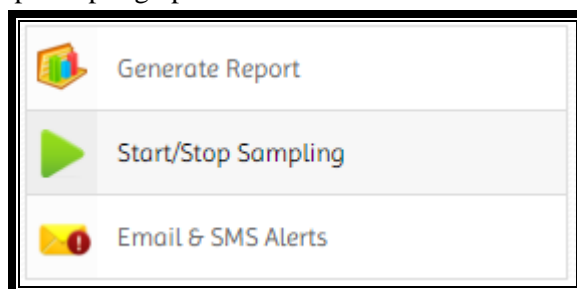 Generate Report
Start/Stop Sampling
Email & SMS Alerts